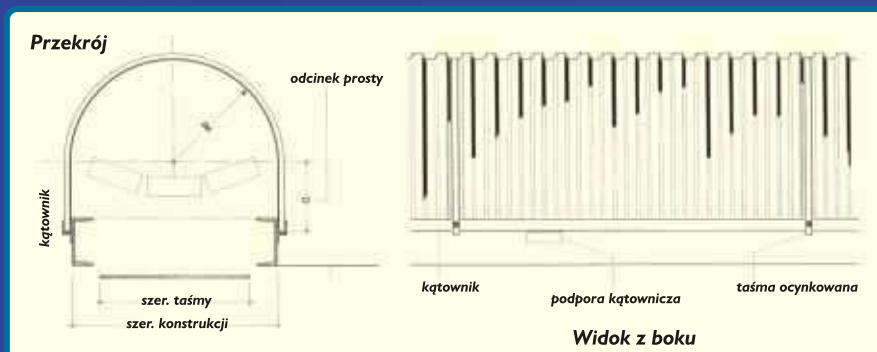 Przekrój
odcinek prosty
R
a
kątownik
szer. taśmy
szer. konstrukcji
kątownik
podpora kątownicza
taśma ocynkowana
Widok z boku